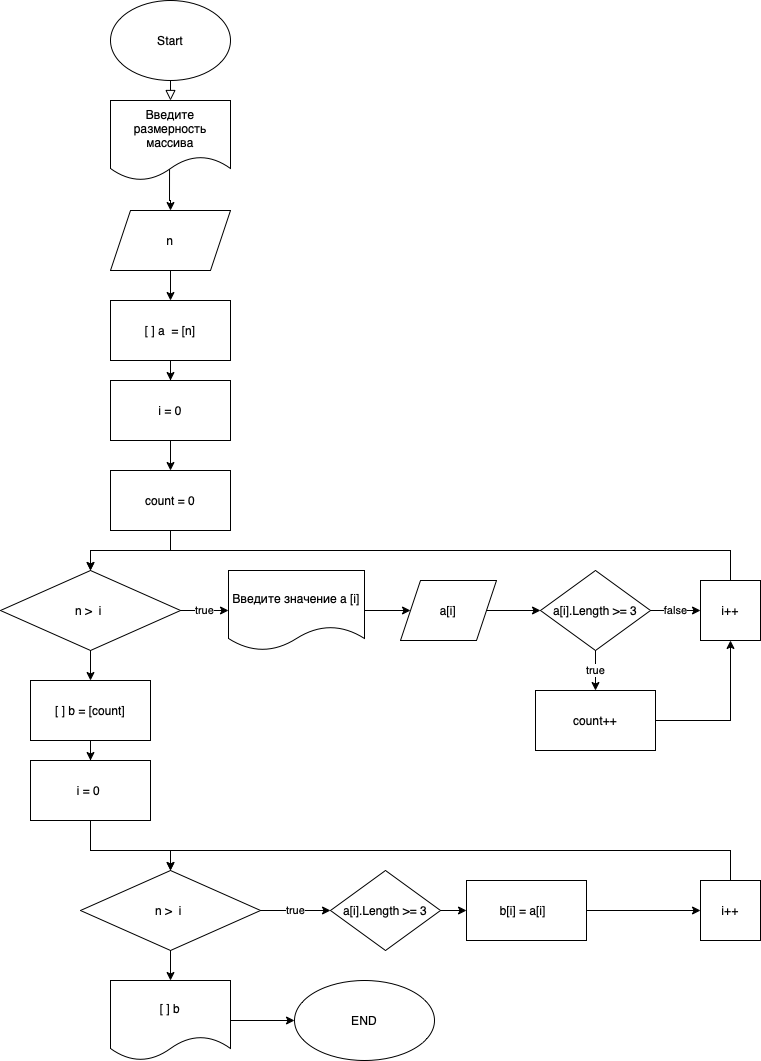 Start
Введите
размерность
массива
n
[ ] a = [n]
i = 0
count = 0
n > i
true
Введите значение a [i]
a[i]
a[i].Length >= 3
false
i++
true
count++
[ ] b = [count]
i = 0
n > i
true
a[i].Length >= 3
b[i] = a[i]
i++
[ ] b
END